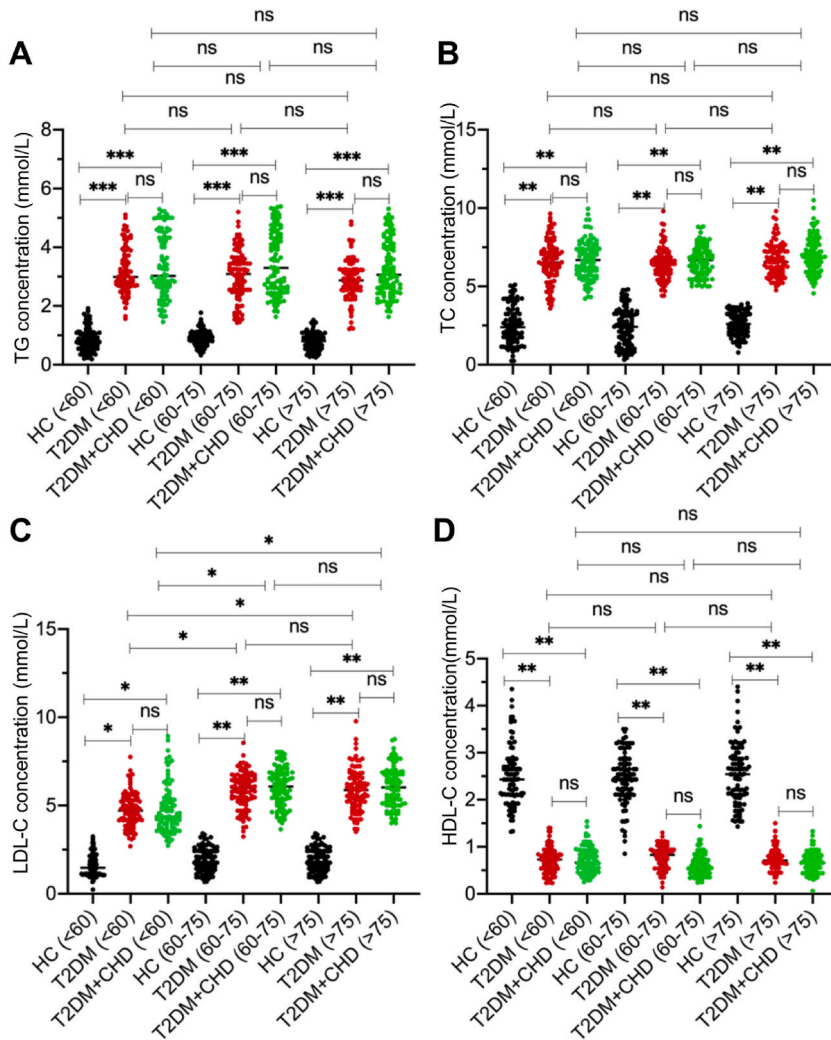 A
ns
ns
ns
ns
ns
ns
TG concentration (mmol/L)
8
6
4
2
0
***
***
***
***
ns
***
ns
***
ns
HC (<60)
T2DM (<60)
T2DM+CHD (<60)
HC (60-75)
T2DM (60-75)
T2DM+CHD (60-75)
HC (>75)
T2DM (>75)
T2DM+CHD (>75)
B
ns
ns
ns
ns
ns
ns
TC concentration (mmol/L)
15
10
5
0
**
**
**
**
ns
**
ns
**
ns
HC (<60)
T2DM (<60)
T2DM+CHD (<60)
HC (60-75)
T2DM (60-75)
T2DM+CHD (60-75)
HC (>75)
T2DM (>75)
T2DM+CHD (>75)
C
*
*
ns
*
*
ns
LDL-C concentration (mmol/L)
15
10
5
0
*
**
**
*
ns
**
ns
**
ns
HC (<60)
T2DM (<60)
T2DM+CHD (<60)
HC (60-75)
T2DM (60-75)
T2DM+CHD (60-75)
HC (>75)
T2DM (>75)
T2DM+CHD (>75)
D
ns
ns
ns
ns
ns
ns
HDL-C concentration(mmol/L)
5
4
3
2
1
0
**
**
**
**
ns
**
ns
**
ns
HC (<60)
T2DM (<60)
T2DM+CHD (<60)
HC (60-75)
T2DM (60-75)
T2DM+CHD (60-75)
HC (>75)
T2DM (>75)
T2DM+CHD (>75)